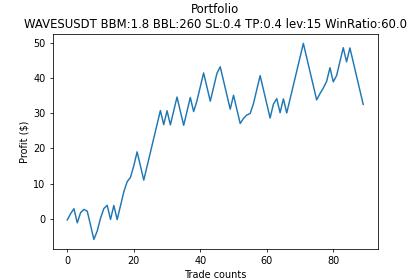 Portfolio
WAVESUSDT BBM:1.8 BBL:260 SL:0.4 TP:0.4 lev:15 WinRatio:60.0
50
40
30
20
10
0
Profit ($)
0 20 40 60 80
Trade counts